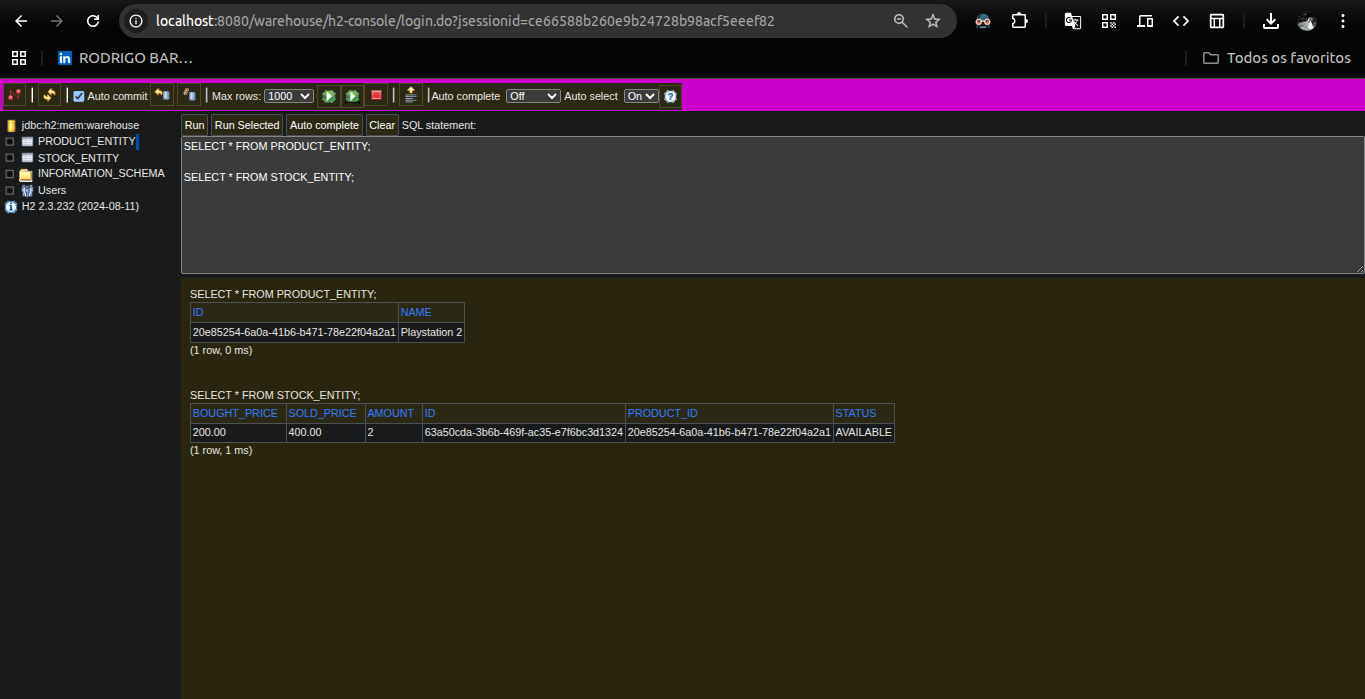 localhost:8080/warehouse/h2-console/login.do?jsessionid=ce66588b260e9b24728b98acf5eeef82
RODRIGO BAR... Todos os favoritos
Auto commit Max rows: 1000 Auto complete Off Auto select On
jdbc:h2:mem:warehouse
PRODUCT_ENTITY
STOCK_ENTITY
INFORMATION_SCHEMA
Users
H2 2.3.232 (2024-08-11)
Run Run Selected Auto complete Clear SQL statement:
SELECT * FROM PRODUCT_ENTITY;
SELECT * FROM STOCK_ENTITY;
SELECT * FROM PRODUCT_ENTITY;
ID NAME
20e85254-6a0a-41b6-b471-78e22f04a2a1 Playstation 2
(1 row, 0 ms)
SELECT * FROM STOCK_ENTITY;
BOUGHT_PRICE SOLD_PRICE AMOUNT ID PRODUCT_ID STATUS
200.00 400.00 2 63a50cda-3b6b-469f-ac35-e7f6bc3d1324 20e85254-6a0a-41b6-b471-78e22f04a2a1 AVAILABLE
(1 row, 1 ms)